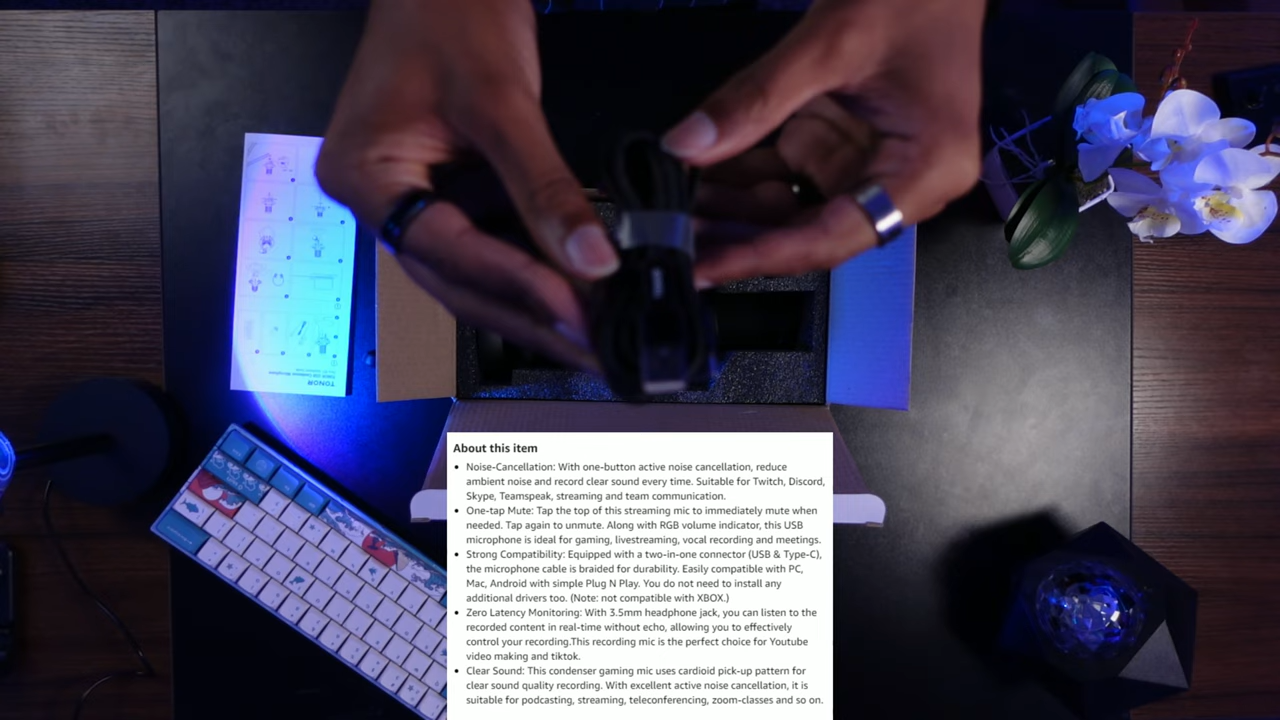 TONOR
About this item
Noise-Cancellation: With one-button active noise cancellation, reduce
ambient noise and record clear sound every time. Suitable for Twitch, Discord,
Skype, Teamspeak, streaming and team communication.
One-tap Mute: Tap the top of this streaming mic to immediately mute when
needed. Tap again to unmute. Along with RGB volume indicator, this USB
microphone is ideal for gaming, livestreaming, vocal recording and meetings.
Strong Compatibility: Equipped with a two-in-one connector (USB & Type-C),
the microphone cable is braided for durability. Easily compatible with PC,
Mac, Android with simple Plug N Play. You do not need to install any
additional drivers too. (Note: not compatible with XBOX.)
Zero Latency Monitoring: With 3.5mm headphone jack, you can listen to the
recorded content in real-time without echo, allowing you to effectively
control your recording.This recording mic is the perfect choice for Youtube
video making and tiktok.
Clear Sound: This condenser gaming mic uses cardioid pick-up pattern for
clear sound quality recording. With excellent active noise cancellation, it is
suitable for podcasting, streaming, teleconferencing, zoom-classes and so on.